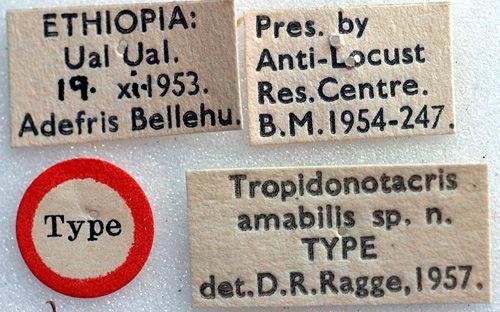 ETHIOPIA:
Ual Ual.
19. xi·1953.
Adefris Bellehu.
Pres. by
Anti-Locust
Res. Centre.
B.M.1954-247.
Type
Tropidonotacris
amabilis sp. n.
TYPE
det.D.R.Ragge,1957.